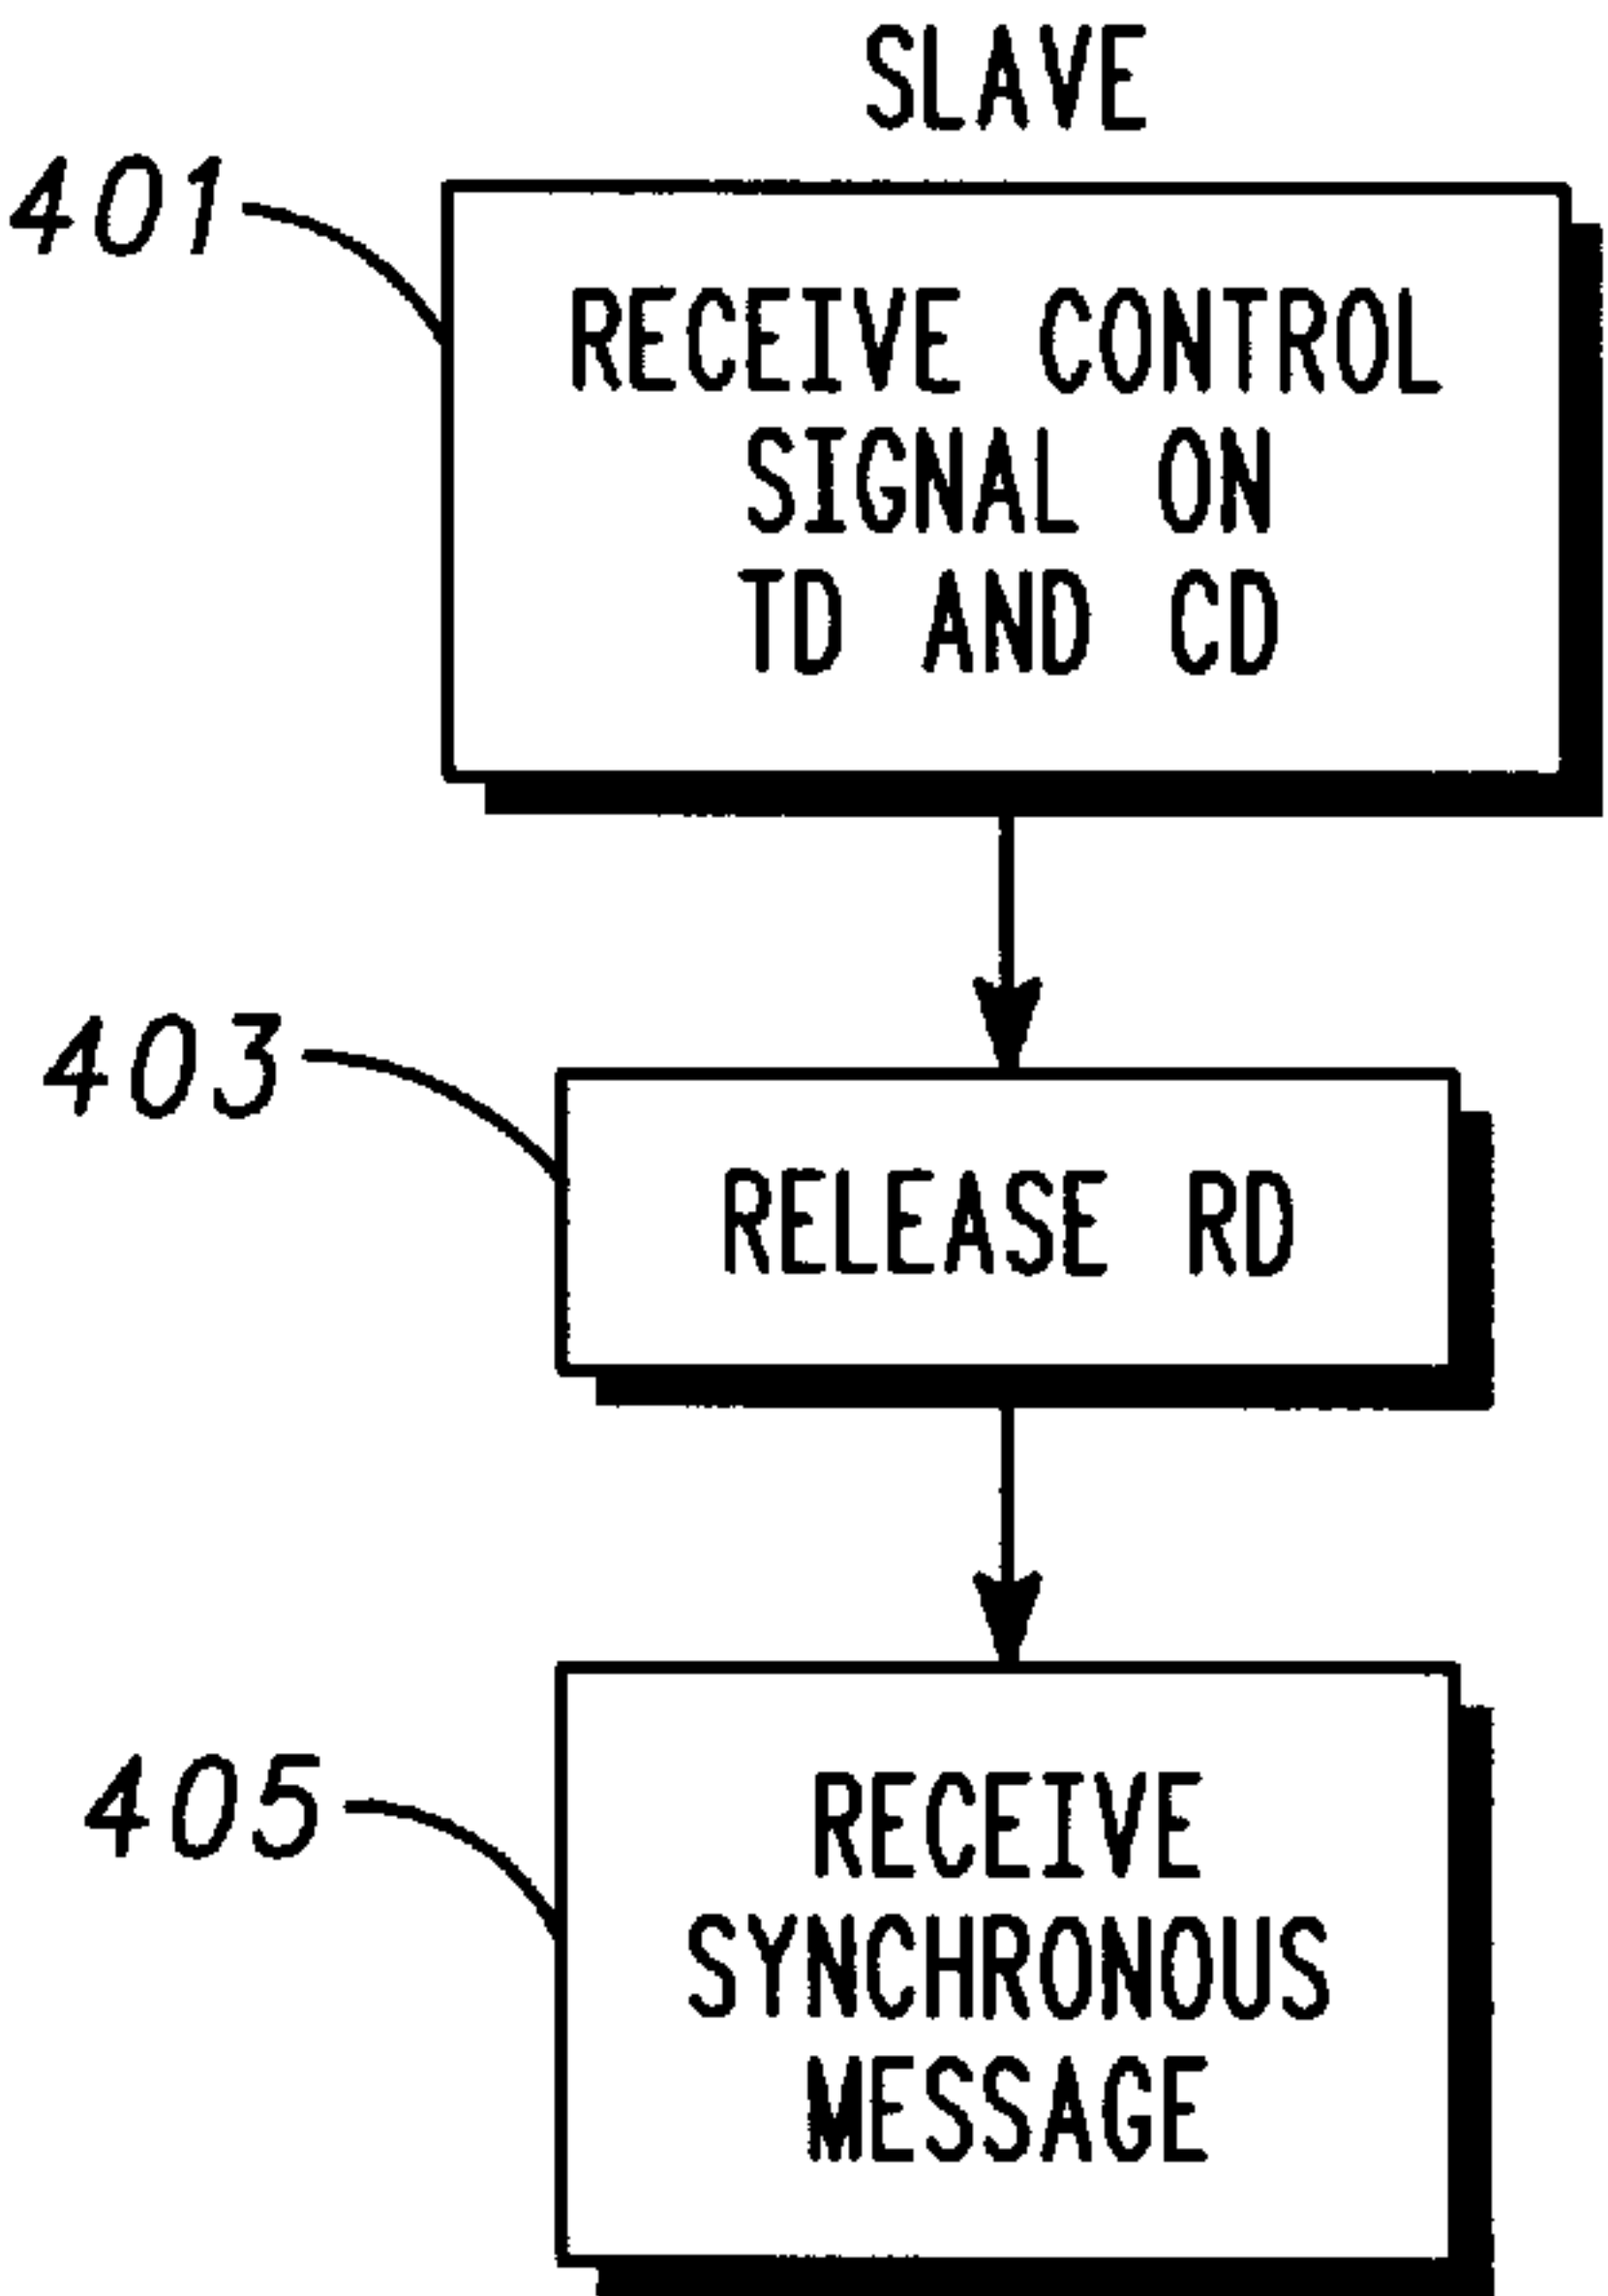 SLAVE
401
RECEIVE CONTROL
SIGNAL ON
TD AND CD
403
RELEASE RD
405
RECEIVE
SYNCHRONOUS
MESSAGE